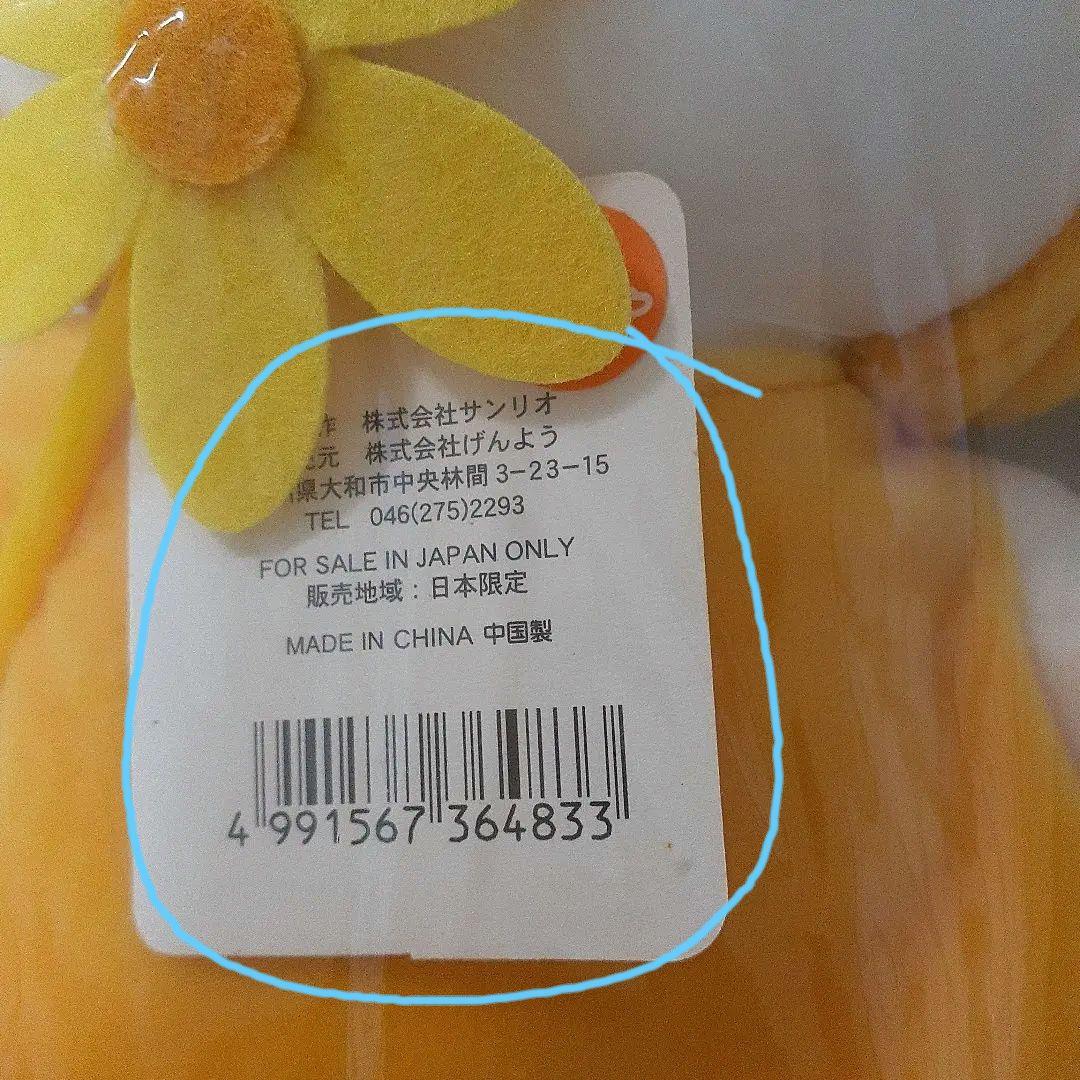 作 株式会社サンリオ
元 株式会社げんよう
県大和市中央林間3-23-15
TEL 046(275)2293
FOR SALE IN JAPAN ONLY
販売地域：日本限定
MADE IN CHINA 中国製
4 991567 364833